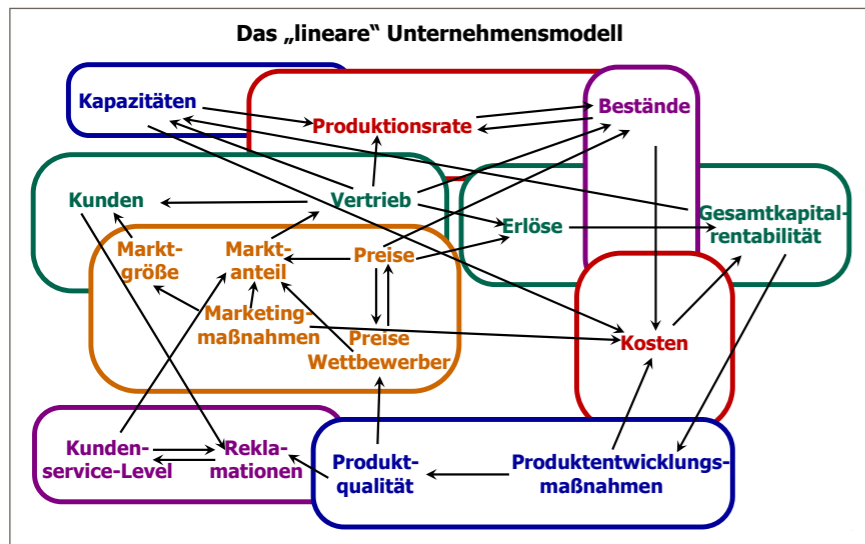 Das „lineare“ Unternehmensmodell
Kapazitäten
Produktionsrate
Bestände
Kunden
Vertrieb
Erlöse
Gesamtkapital-
rentabilität
Markt-
größe
Markt-
anteil
Preise
Marketing-
maßnahmen
Preise
Wettbewerber
Kosten
Kunden-
service-Level
Rekla-
mationen
Produkt-
qualität
Produktentwicklungs-
maßnahmen